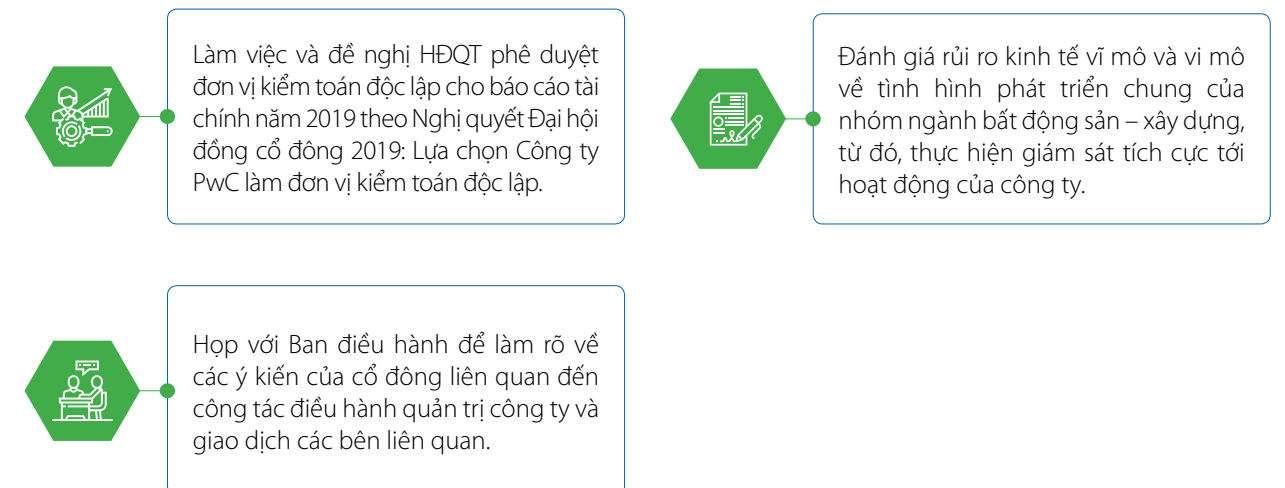 Làm việc và đề nghị HĐQT phê duyệt
đơn vị kiểm toán độc lập cho báo cáo tài
chính năm 2019 theo Nghị quyết Đại hội
đồng cổ đông 2019: Lựa chọn Công ty
PwC làm đơn vị kiểm toán độc lập.
Đánh giá rủi ro kinh tế vĩ mô và vi mô
về tình hình phát triển chung của
nhóm ngành bất động sản – xây dựng,
từ đó, thực hiện giám sát tích cực tới
hoạt động của công ty.
Họp với Ban điều hành để làm rõ về
các ý kiến của cổ đông liên quan đến
công tác điều hành quản trị công ty và
giao dịch các bên liên quan.